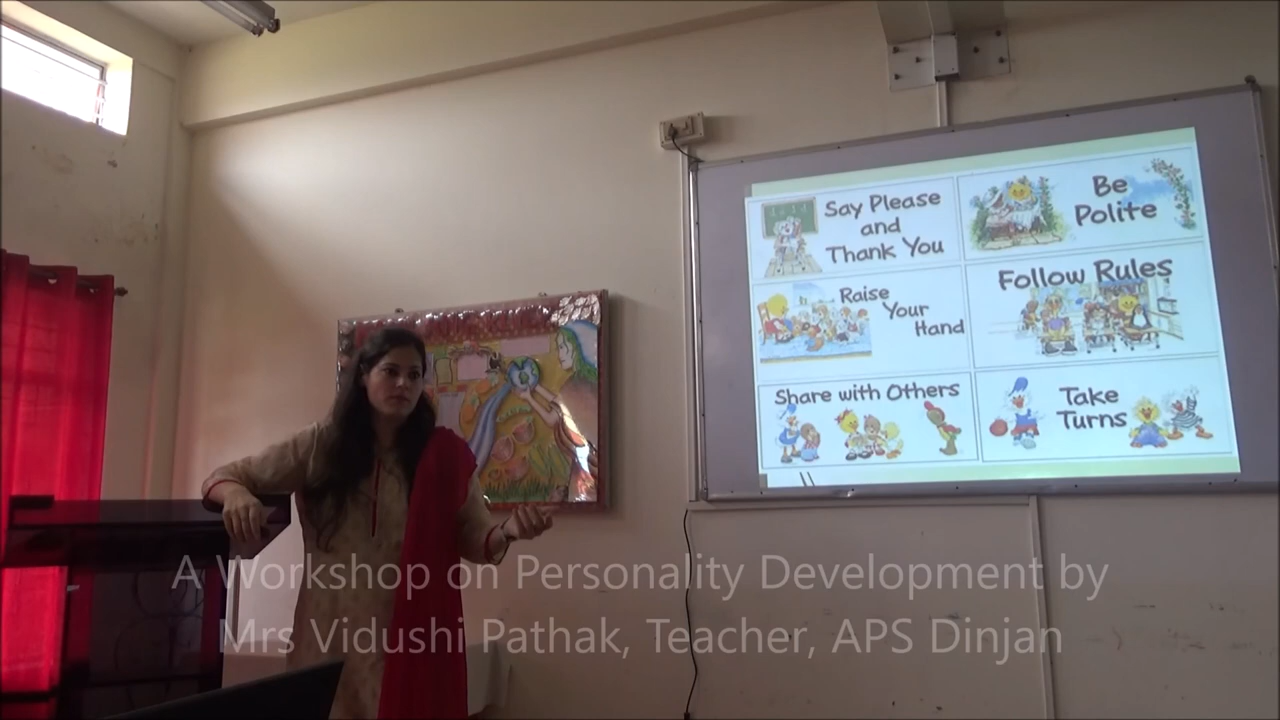 Say Please
and
Thank You
Be
Polite
Raise
Your
Hand
Follow Rules
Share with Others
Take
Turns
A Workshop on Personality Development by
Mrs Vidushi Pathak, Teacher, APS Dinjan